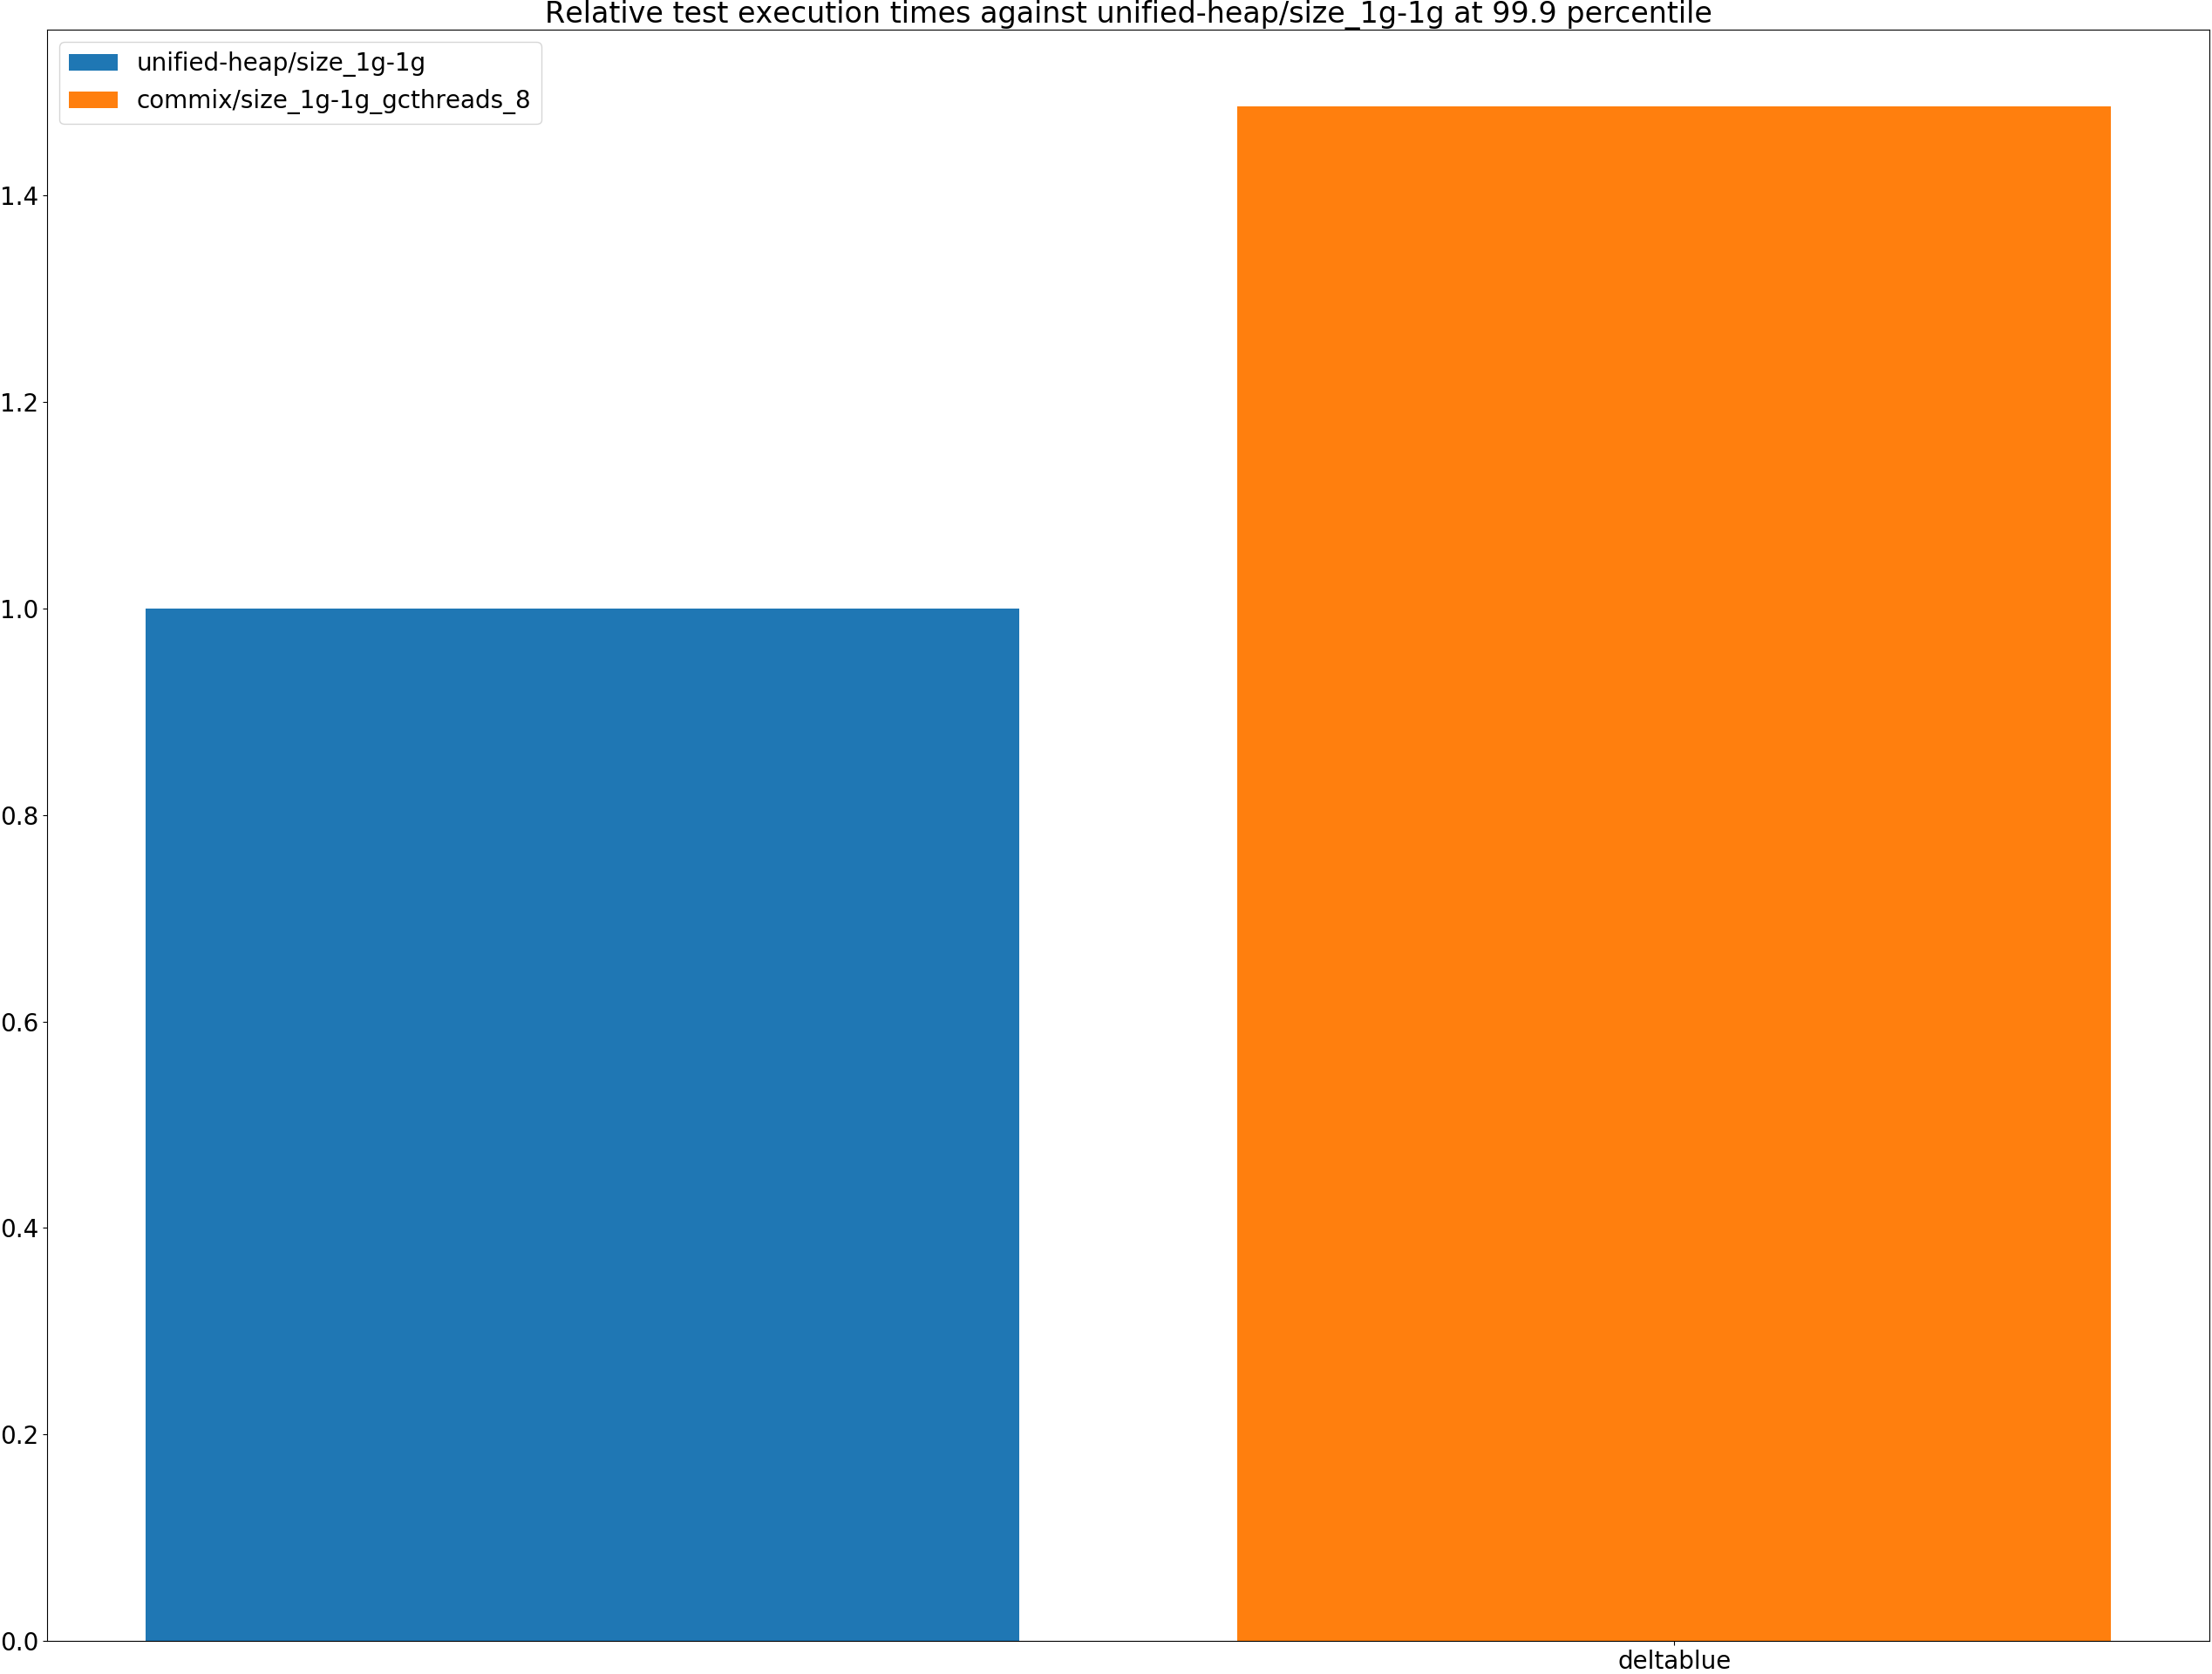 Relative test execution times against unified-heap/size_1g-1g at 99.9 percentile
unified-heap/size_1g-1g
commix/size_1g-1g_gcthreads_8
1.4
1.2
1.0
0.8
0.6
0.4
0.2
0.0
deltablue